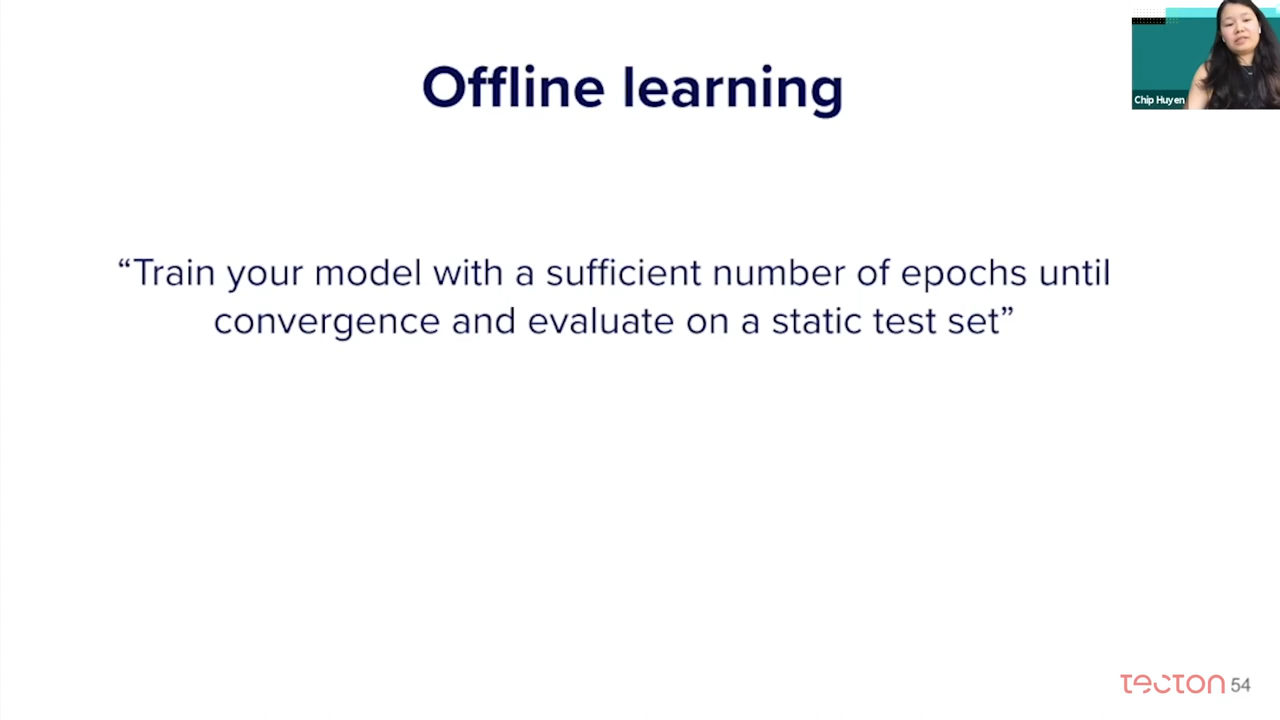 Offline learning
Chip Huyen
“Train your model with a sufficient number of epochs until
convergence and evaluate on a static test set”
tecton 54